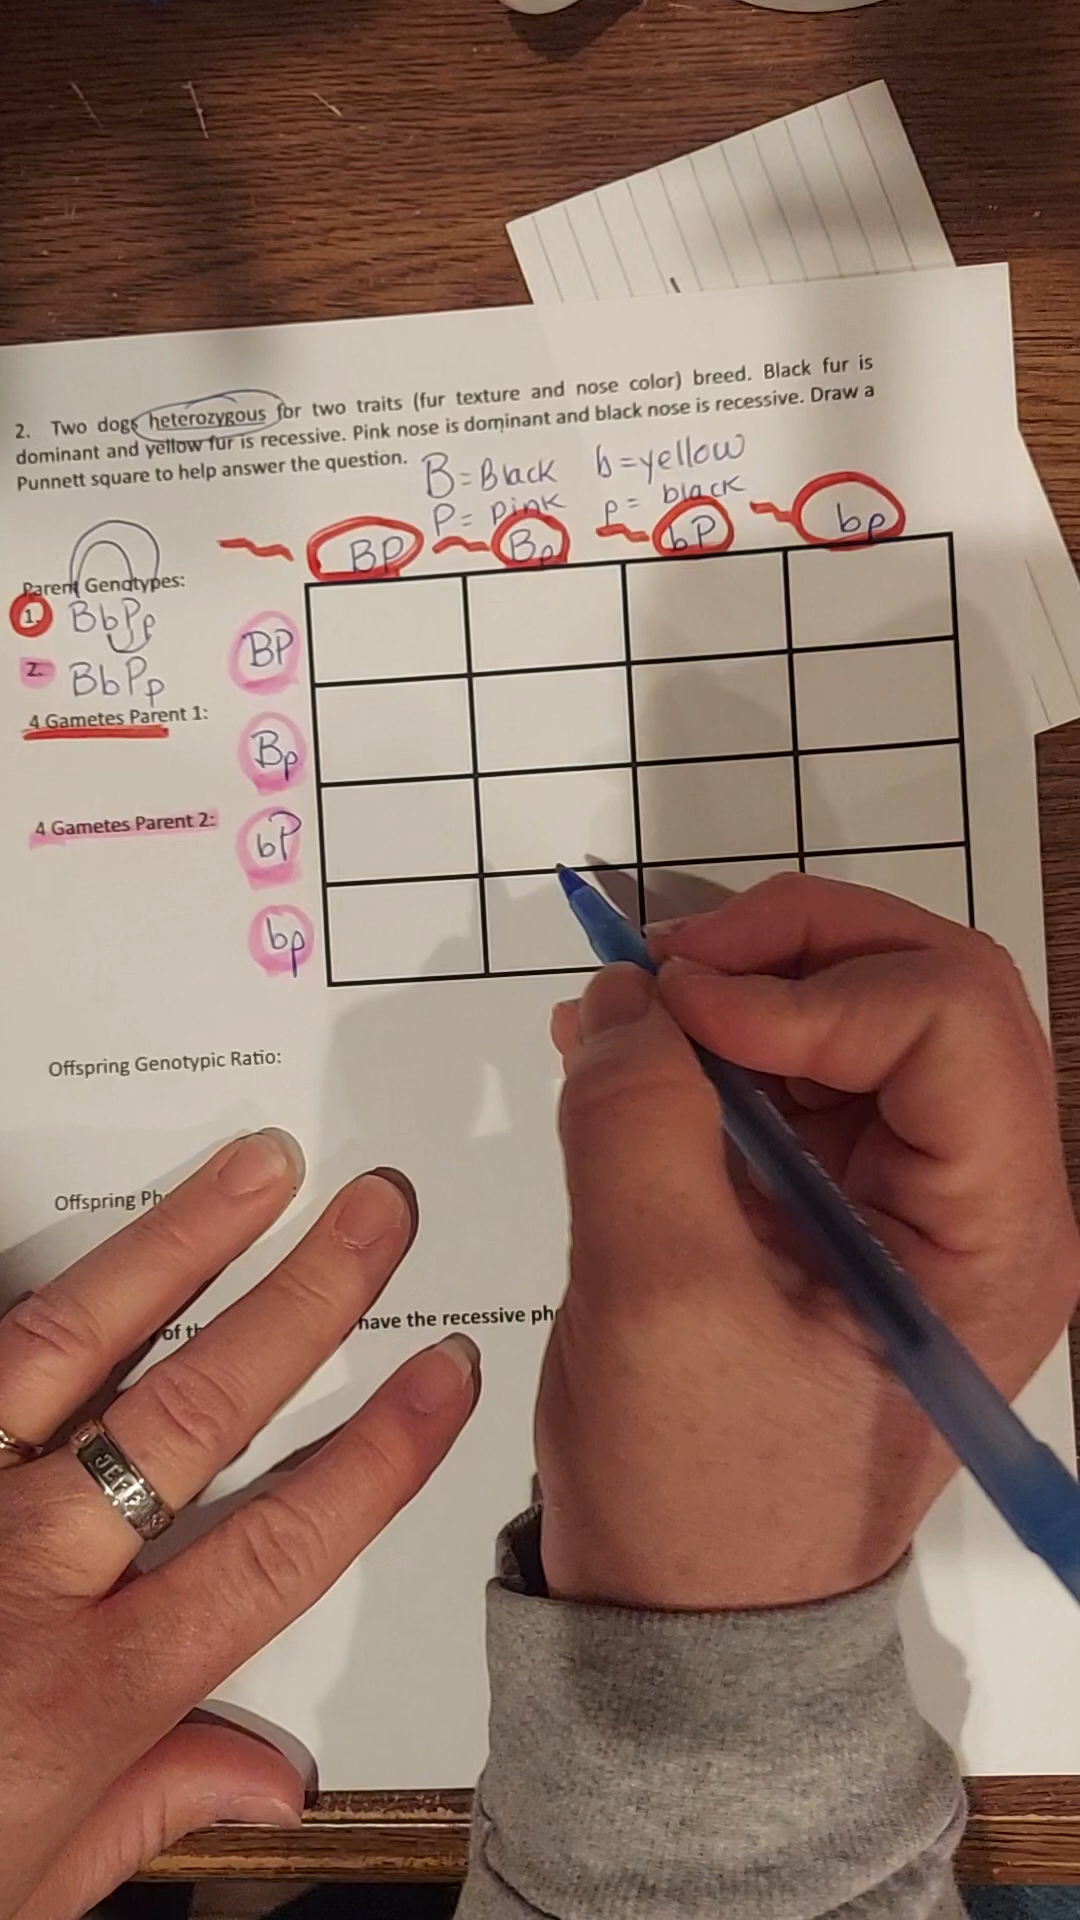 2. Two dogs heterozygous for two traits (fur texture and nose color) breed. Black fur is
dominant and yellow fur is recessive. Pink nose is dominant and black nose is recessive. Draw a
Punnett square to help answer the question.
B=Black b=yellow
P= Pink p= black
BP Bp bP bp
Parent Genotypes:
1. BbPp
2. BbPp
4 Gametes Parent 1:
4 Gametes Parent 2:
BP
Bp
bP
bp
Offspring Genotypic Ratio:
Offspring
of
have the recessive